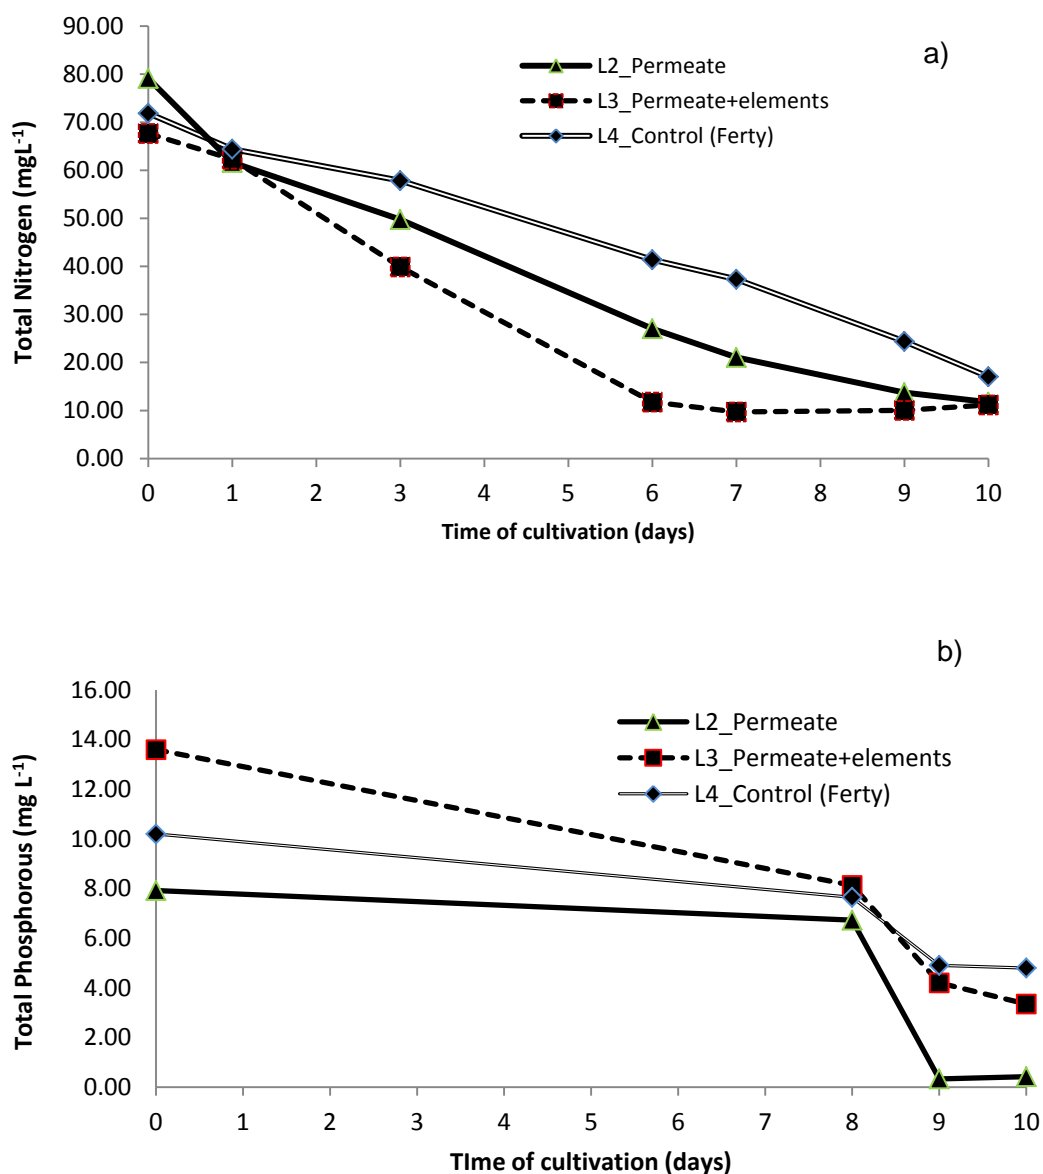 a)
90.00
80.00
70.00
60.00
50.00
40.00
30.00
20.00
10.00
0.00
Total Nitrogen (mgL⁻¹)
L2_Permeate
L3_Permeate+elements
L4_Control (Ferty)
0 1 2 3 4 5 6 7 8 9 10
Time of cultivation (days)
b)
16.00
14.00
12.00
10.00
8.00
6.00
4.00
2.00
0.00
Total Phosphorous (mg L⁻¹)
L2_Permeate
L3_Permeate+elements
L4_Control (Ferty)
0 1 2 3 4 5 6 7 8 9 10
TIme of cultivation (days)